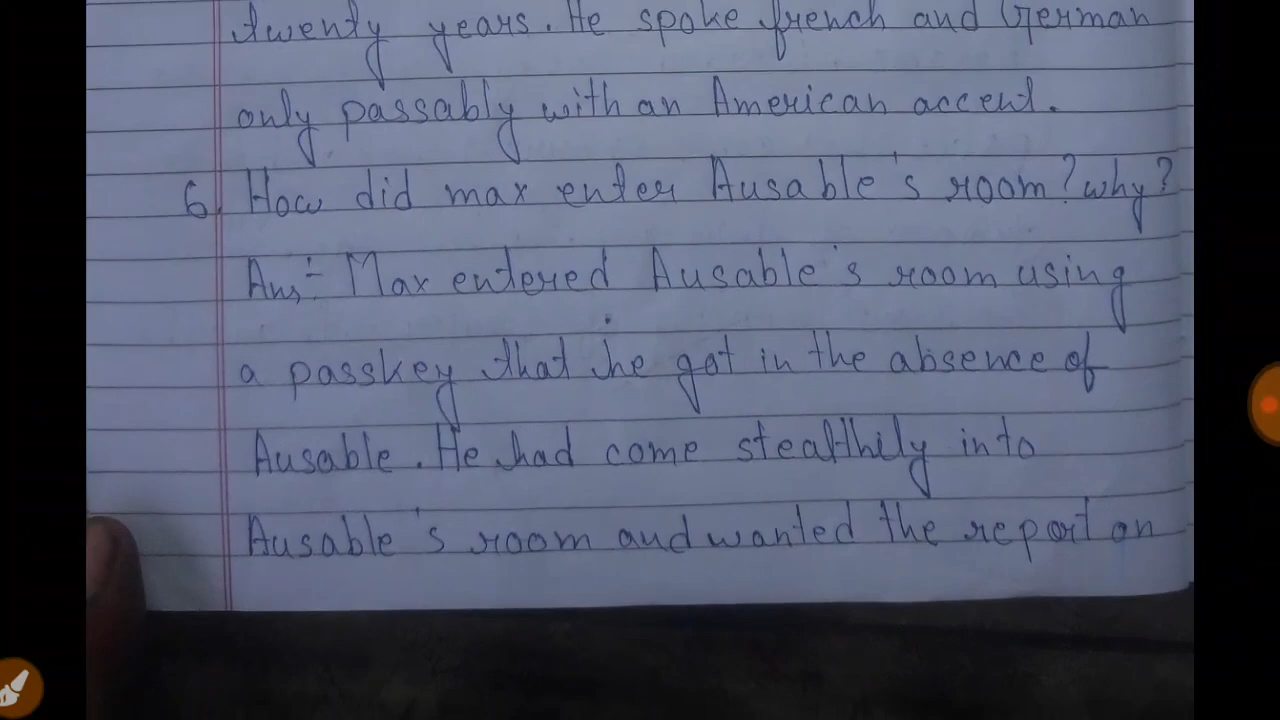 twenty years. He spoke french and German
only passably with an American accent.
6. How did max enter Ausable's room? why?
Ans:- Max entered Ausable's room using
a passkey that he got in the absence of
Ausable. He had come stealthily into
Ausable's room and wanted the report on